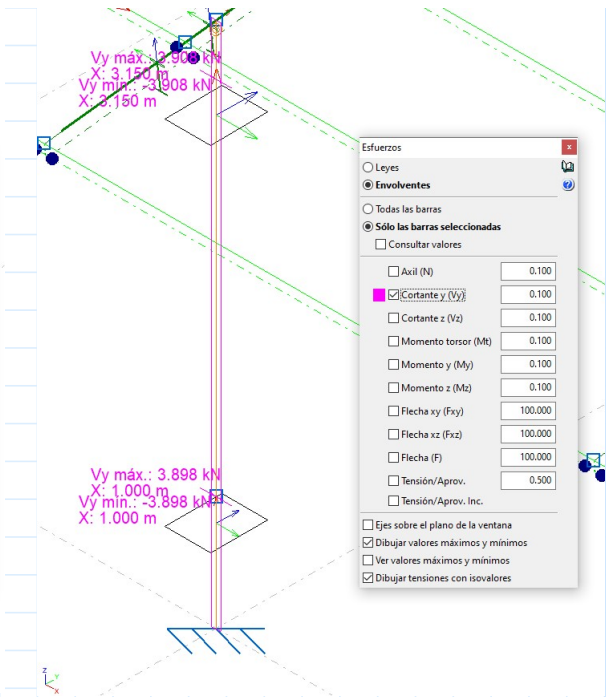 Vy máx.: 3.908 kN
X: 3.150 m
Vy mín.: -3.908 kN
X: 3.150 m
Esfuerzos
x
Leyes
Envolventes
Todas las barras
Sólo las barras seleccionadas
Consultar valores
Axil (N) 0.100
Cortante y (Vy) 0.100
Cortante z (Vz) 0.100
Momento torsor (Mt) 0.100
Momento y (My) 0.100
Momento z (Mz) 0.100
Flecha xy (Fxy) 100.000
Flecha xz (Fxz) 100.000
Flecha (F) 100.000
Tensión/Aprov. 0.500
Tensión/Aprov. Inc.
Ejes sobre el plano de la ventana
Dibujar valores máximos y mínimos
Ver valores máximos y mínimos
Dibujar tensiones con isovalores
Vy máx.: 3.898 kN
X: 1.000 m
Vy mín.: -3.898 kN
X: 1.000 m
Z
Y
X